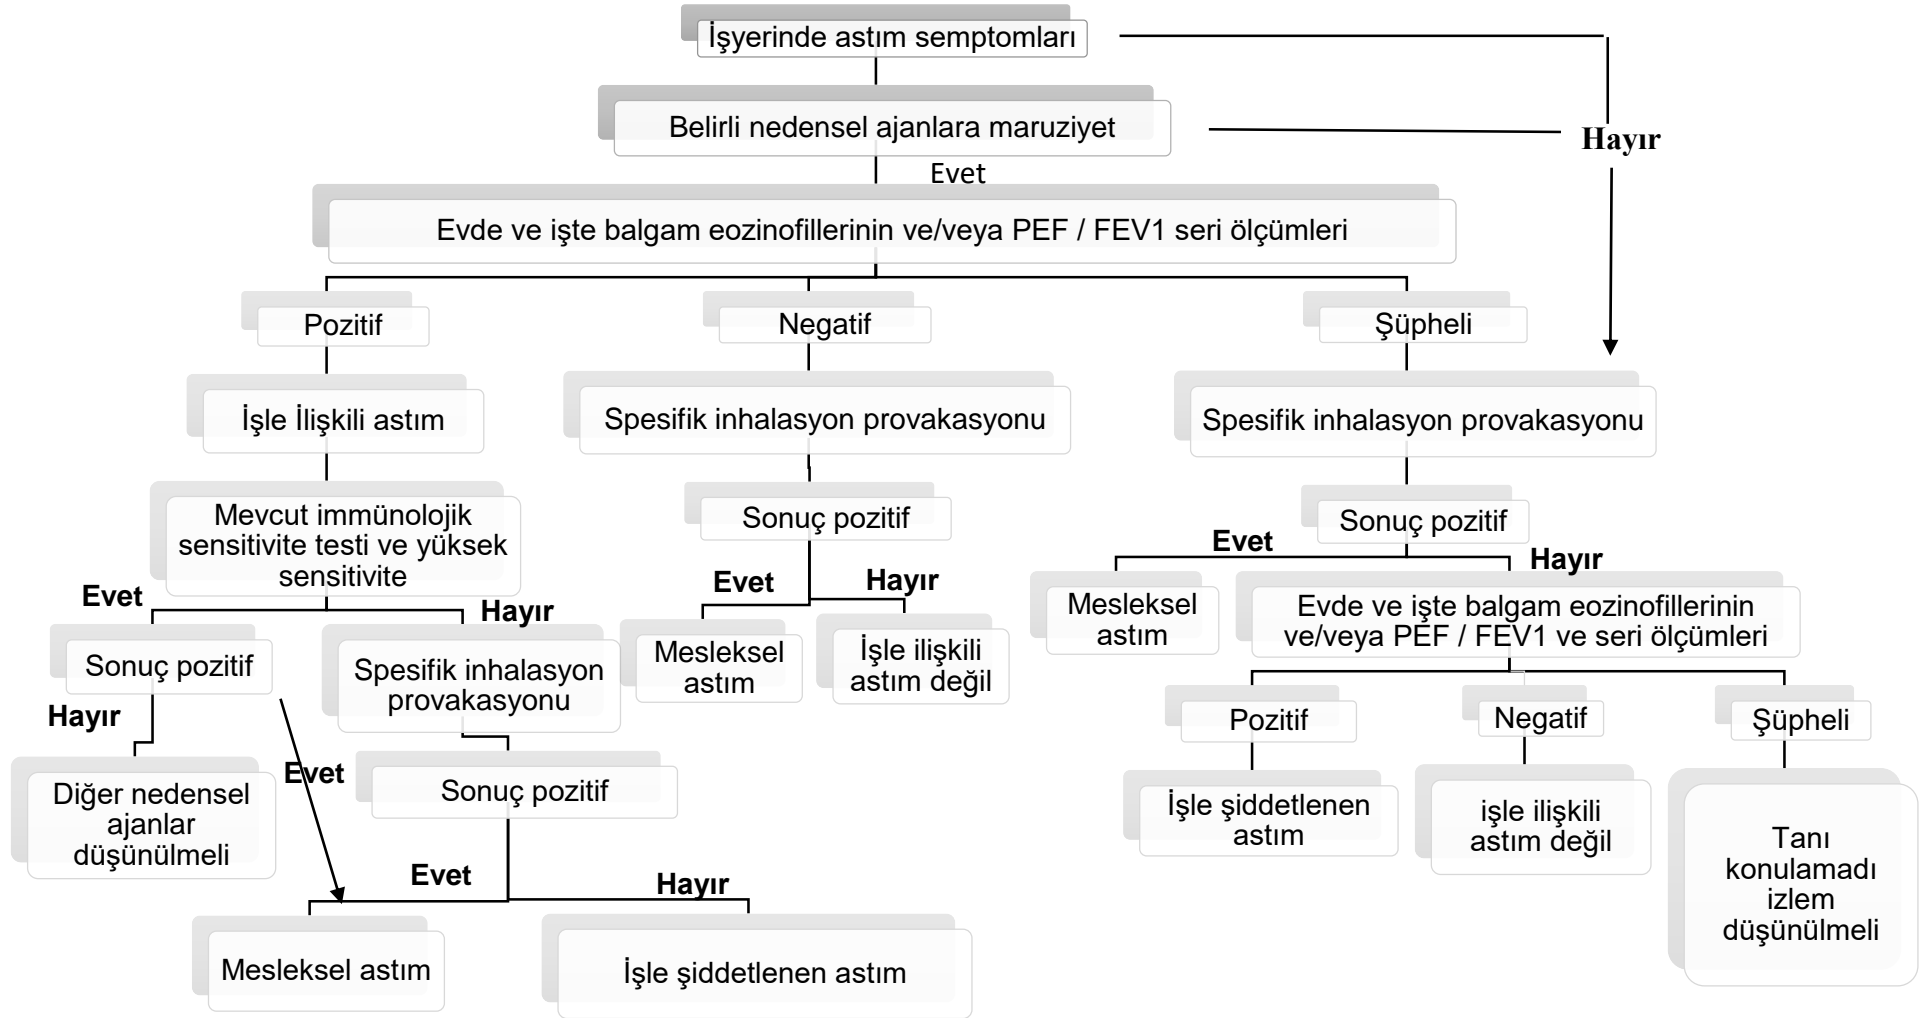 İşyerinde astım semptomları
Belirli nedensel ajanlara maruziyet
Hayır
Evet
Evde ve işte balgam eozinofillerinin ve/veya PEF / FEV1 seri ölçümleri
Pozitif
Negatif
Şüpheli
İşle İlişkili astım
Spesifik inhalasyon provakasyonu
Spesifik inhalasyon provakasyonu
Mevcut immünolojik
sensitivite testi ve yüksek
sensitivite
Sonuç pozitif
Sonuç pozitif
Evet
Hayır
Evet
Hayır
Evet
Hayır
Sonuç pozitif
Spesifik inhalasyon
provakasyonu
Mesleksel
astım
İşle ilişkili
astım değil
Mesleksel
astım
Evde ve işte balgam eozinofillerinin
ve/veya PEF / FEV1 ve seri ölçümleri
Hayır
Evet
Pozitif
Negatif
Şüpheli
Diğer nedensel
ajanlar
düşünülmeli
Sonuç pozitif
İşle şiddetlenen
astım
işle ilişkili
astım değil
Tanı
konulamadı
izlem
düşünülmeli
Evet
Hayır
Mesleksel astım
İşle şiddetlenen astım